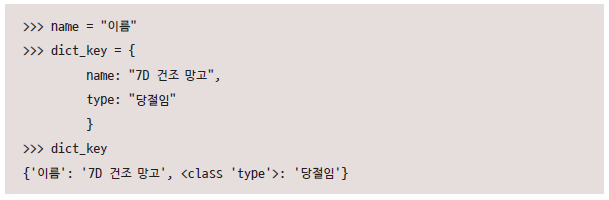 >>> name = "이름"
>>> dict_key = {
        name: "7D 건조 망고",
        type: "당절임"
        }
>>> dict_key
{'이름': '7D 건조 망고', <class 'type'>: '당절임'}